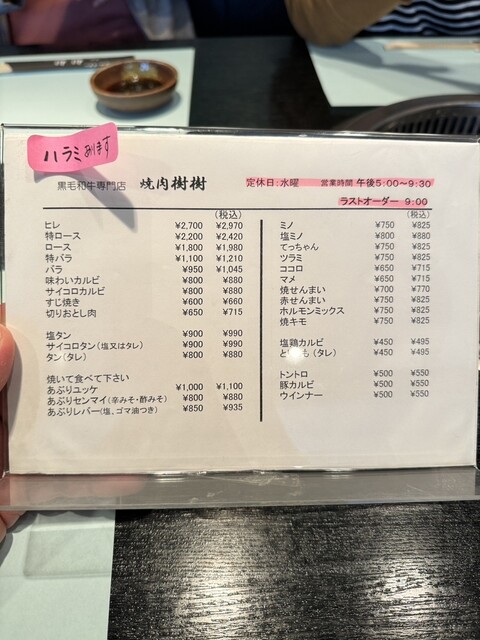 ハラミあります
黒毛和牛専門店 焼肉樹樹 定休日:水曜 営業時間 午後5:00〜9:30
ラストオーダー 9:00
(税込)
ヒレ ¥2,700 ¥2,970
特ロース ¥2,200 ¥2,420
ロース ¥1,800 ¥1,980
特バラ ¥1,100 ¥1,210
バラ ¥950 ¥1,045
味わいカルビ ¥800 ¥880
サイコロカルビ ¥800 ¥880
すじ焼き ¥600 ¥660
切りおとし肉 ¥650 ¥715
塩タン ¥900 ¥990
サイコロタン(塩又はタレ) ¥900 ¥990
タン(タレ) ¥800 ¥880
焼いて食べて下さい
あぶりユッケ ¥1,000 ¥1,100
あぶりセンマイ(辛みそ・酢みそ) ¥800 ¥880
あぶりレバー(塩、ゴマ油つき) ¥850 ¥935
(税込)
ミノ ¥750 ¥825
塩ミノ ¥800 ¥880
てっちゃん ¥750 ¥825
ツラミ ¥750 ¥825
ココロ ¥650 ¥715
マメ ¥650 ¥715
焼せんまい ¥700 ¥770
赤せんまい ¥750 ¥825
ホルモンミックス ¥750 ¥825
焼キモ ¥750 ¥825
塩鶏カルビ ¥450 ¥495
(タレ) ¥450 ¥495
トントロ ¥500 ¥550
豚カルビ ¥500 ¥550
ウインナー ¥500 ¥550